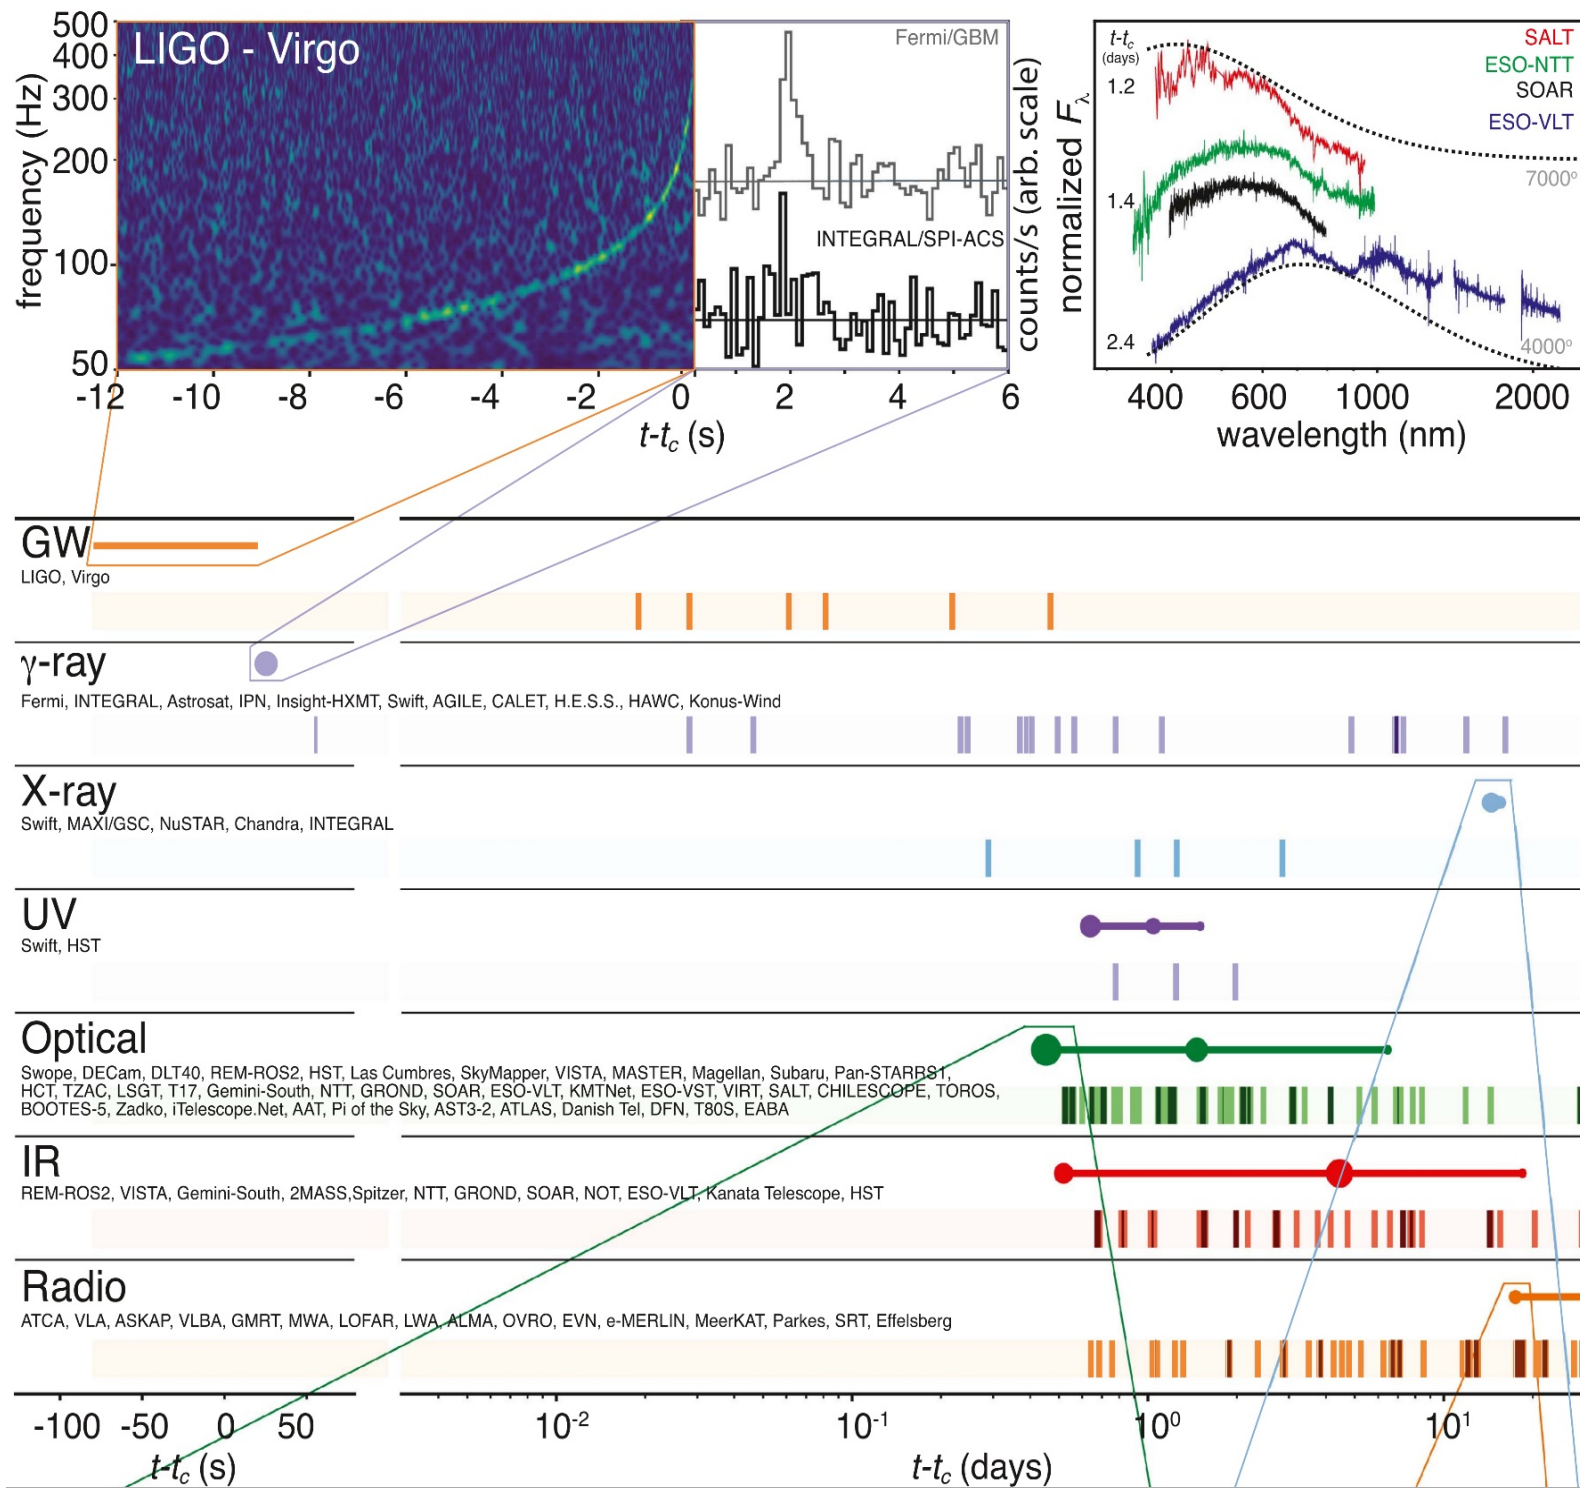 500
400
300
200
100
50
frequency (Hz)
LIGO - Virgo
Fermi/GBM
INTEGRAL/SPI-ACS
counts/s (arb. scale)
-12 -10 -8 -6 -4 -2 0 2 4 6
t-tc (s)
normalized Fλ
t-tc
(days)
1.2
1.4
2.4
SALT
ESO-NTT
SOAR
ESO-VLT
7000º
4000º
400 600 1000 2000
wavelength (nm)
GW
LIGO, Virgo
γ-ray
Fermi, INTEGRAL, Astrosat, IPN, Insight-HXMT, Swift, AGILE, CALET, H.E.S.S., HAWC, Konus-Wind
X-ray
Swift, MAXI/GSC, NuSTAR, Chandra, INTEGRAL
UV
Swift, HST
Optical
Swope, DECam, DLT40, REM-ROS2, HST, Las Cumbres, SkyMapper, VISTA, MASTER, Magellan, Subaru, Pan-STARRS1,
HCT, TZAC, LSGT, T17, Gemini-South, NTT, GROND, SOAR, ESO-VLT, KMTNet, ESO-VST, VIRT, SALT, CHILESCOPE, TOROS,
BOOTES-5, Zadko, iTelescope.Net, AAT, Pi of the Sky, AST3-2, ATLAS, Danish Tel, DFN, T80S, EABA
IR
REM-ROS2, VISTA, Gemini-South, 2MASS,Spitzer, NTT, GROND, SOAR, NOT, ESO-VLT, Kanata Telescope, HST
Radio
ATCA, VLA, ASKAP, VLBA, GMRT, MWA, LOFAR, LWA, ALMA, OVRO, EVN, e-MERLIN, MeerKAT, Parkes, SRT, Effelsberg
-100 -50 0 50 10-2 10-1 100 101
t-tc (s) t-tc (days)